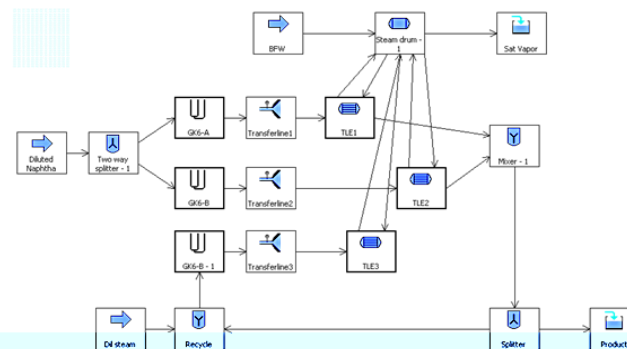 BFW
Steam drum -
1
Sat Vapor
GK6-A
Transferline1
TLE1
Diluted
Naphtha
Two way
splitter - 1
Mixer - 1
GK6-B
Transferline2
TLE2
GK6-B - 1
Transferline3
TLE3
Dil steam
Recycle
Splitter
Product